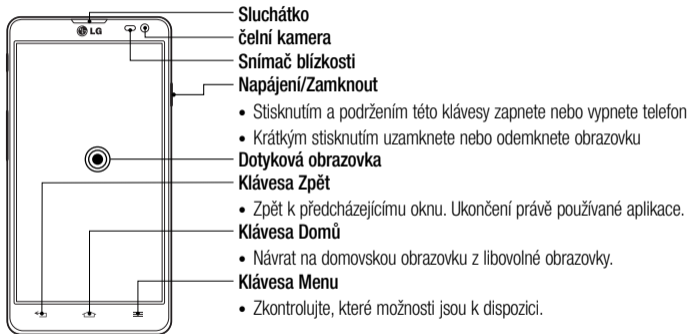 LG
Sluchátko
čelní kamera
Snímač blízkosti
Napájení/Zamknout
• Stisknutím a podržením této klávesy zapnete nebo vypnete telefon
• Krátkým stisknutím uzamknete nebo odemknete obrazovku
Dotyková obrazovka
Klávesa Zpět
• Zpět k předcházejícímu oknu. Ukončení právě používané aplikace.
Klávesa Domů
• Návrat na domovskou obrazovku z libovolné obrazovky.
Klávesa Menu
• Zkontrolujte, které možnosti jsou k dispozici.